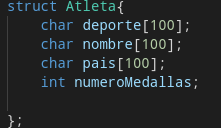 struct Atleta{
    char deporte[100];
    char nombre[100];
    char pais[100];
    int numeroMedallas;
};